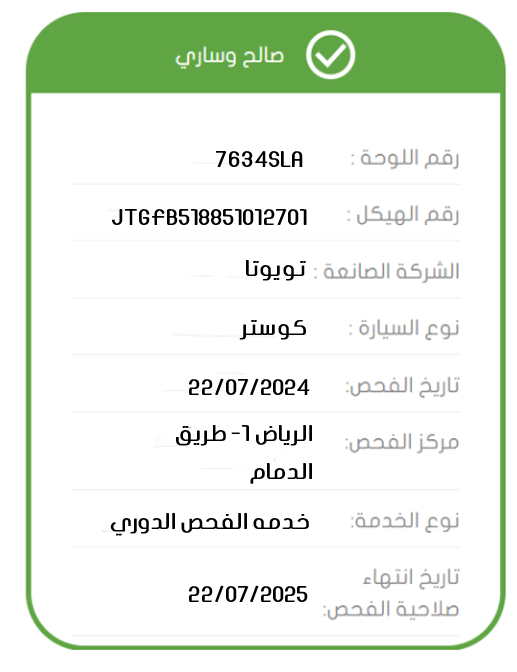 صالح وساري
رقم اللوحة : 7634SLA
رقم الهيكل : JTGFB518851012701
الشركة الصانعة : تويوتا
نوع السيارة : كوستر
تاريخ الفحص: 22/07/2024
مركز الفحص: الرياض 1- طريق
الدمام
نوع الخدمة: خدمه الفحص الدوري
تاريخ انتهاء
صلاحية الفحص: 22/07/2025